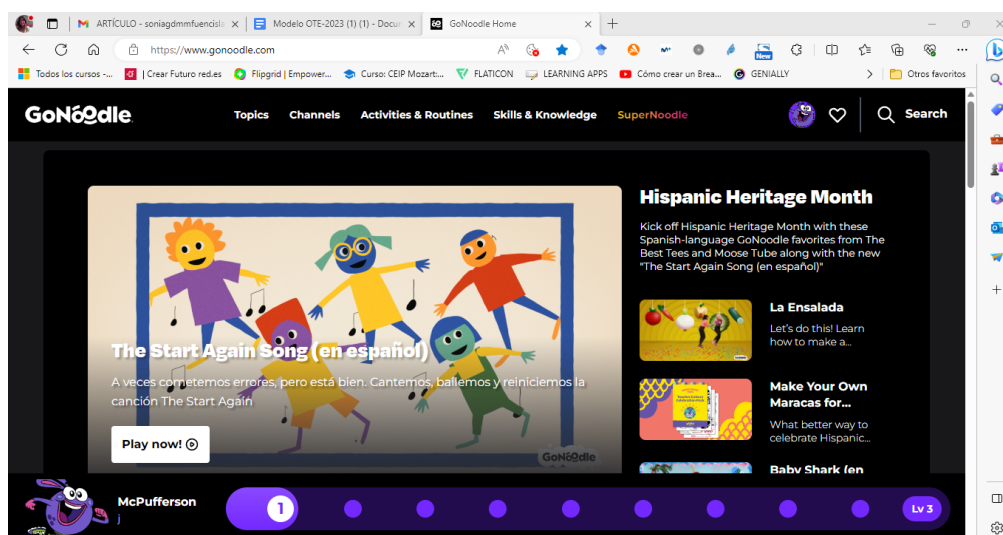 ARTÍCULO - soniagdmmfuencisla
Modelo OTE-2023 (1) (1) - Docur
GoNoodle Home
https://www.gonoodle.com
Todos los cursos -...
| Crear Futuro red.es
Flipgrid | Empower...
Curso: CEIP Mozart:...
FLATICON
LEARNING APPS
Cómo crear un Brea...
GENIALLY
Otros favoritos
New
GoNoodle
Topics
Channels
Activities & Routines
Skills & Knowledge
SuperNoodle
Search
The Start Again Song (en español)
A veces cometemos errores, pero está bien. Cantemos, bailemos y reiniciemos la
canción The Start Again
Play now!
GoNoodle
Hispanic Heritage Month
Kick off Hispanic Heritage Month with these
Spanish-language GoNoodle favorites from The
Best Tees and Moose Tube along with the new
"The Start Again Song (en español)"
La Ensalada
Let's do this! Learn
how to make a...
Make Your Own
Maracas for...
What better way to
celebrate Hispanic...
Baby Shark (en
McPufferson
j
1
Lv 3